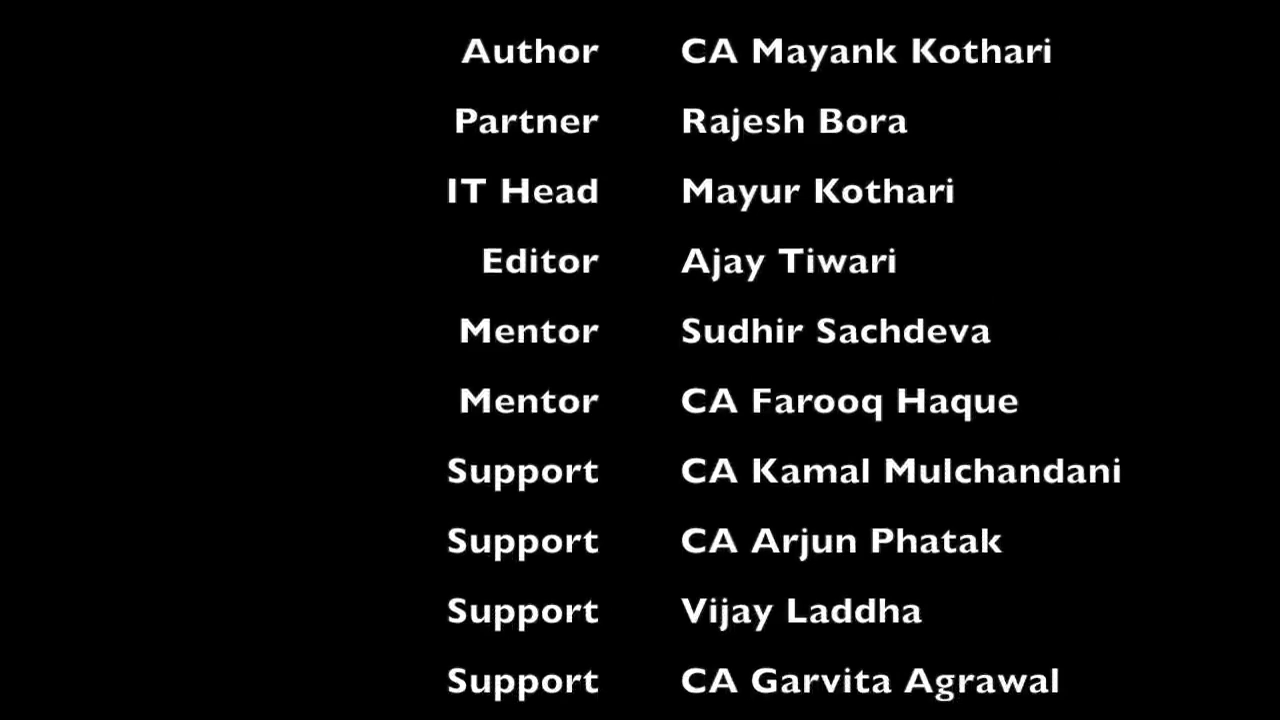 Author CA Mayank Kothari
Partner Rajesh Bora
IT Head Mayur Kothari
Editor Ajay Tiwari
Mentor Sudhir Sachdeva
Mentor CA Farooq Haque
Support CA Kamal Mulchandani
Support CA Arjun Phatak
Support Vijay Laddha
Support CA Garvita Agrawal